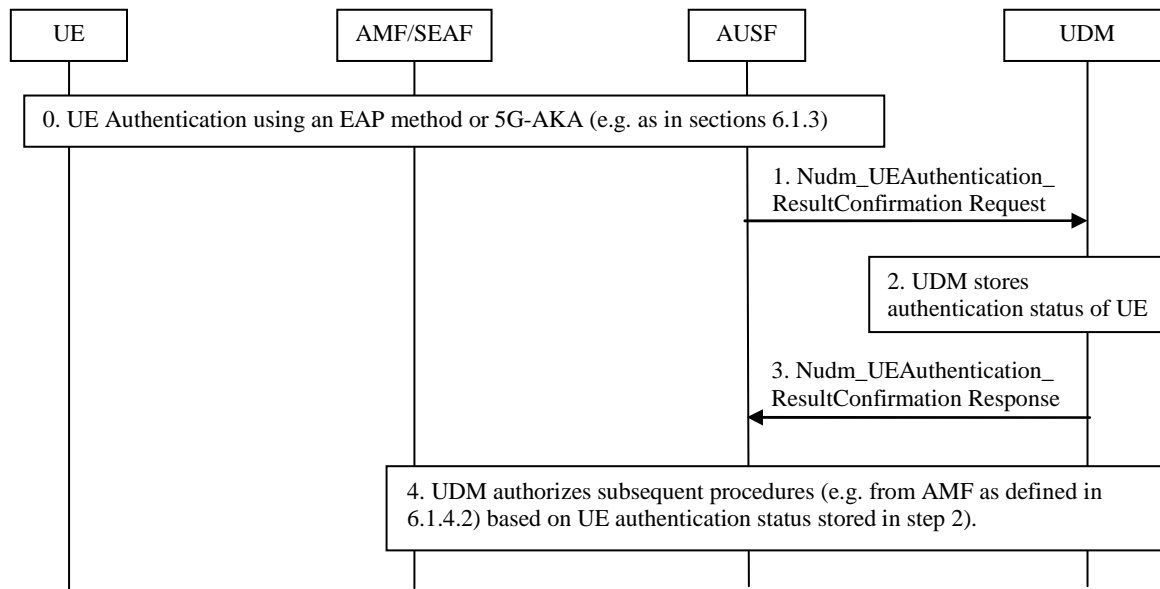 UE
AMF/SEAF
AUSF
UDM
0. UE Authentication using an EAP method or 5G-AKA (e.g. as in sections 6.1.3)
1. Nudm_UEAuthentication_
ResultConfirmation Request
2. UDM stores
authentication status of UE
3. Nudm_UEAuthentication_
ResultConfirmation Response
4. UDM authorizes subsequent procedures (e.g. from AMF as defined in
6.1.4.2) based on UE authentication status stored in step 2).